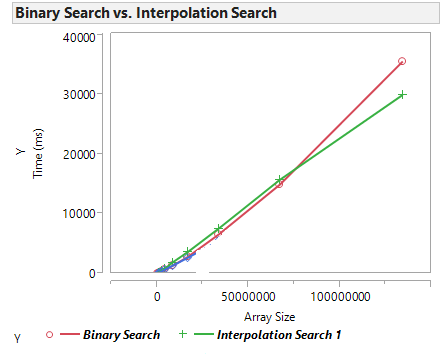 Binary Search vs. Interpolation Search
40000
30000
20000
10000
0
Y
Time (ms)
0 50000000 100000000
Array Size
Y Binary Search Interpolation Search 1